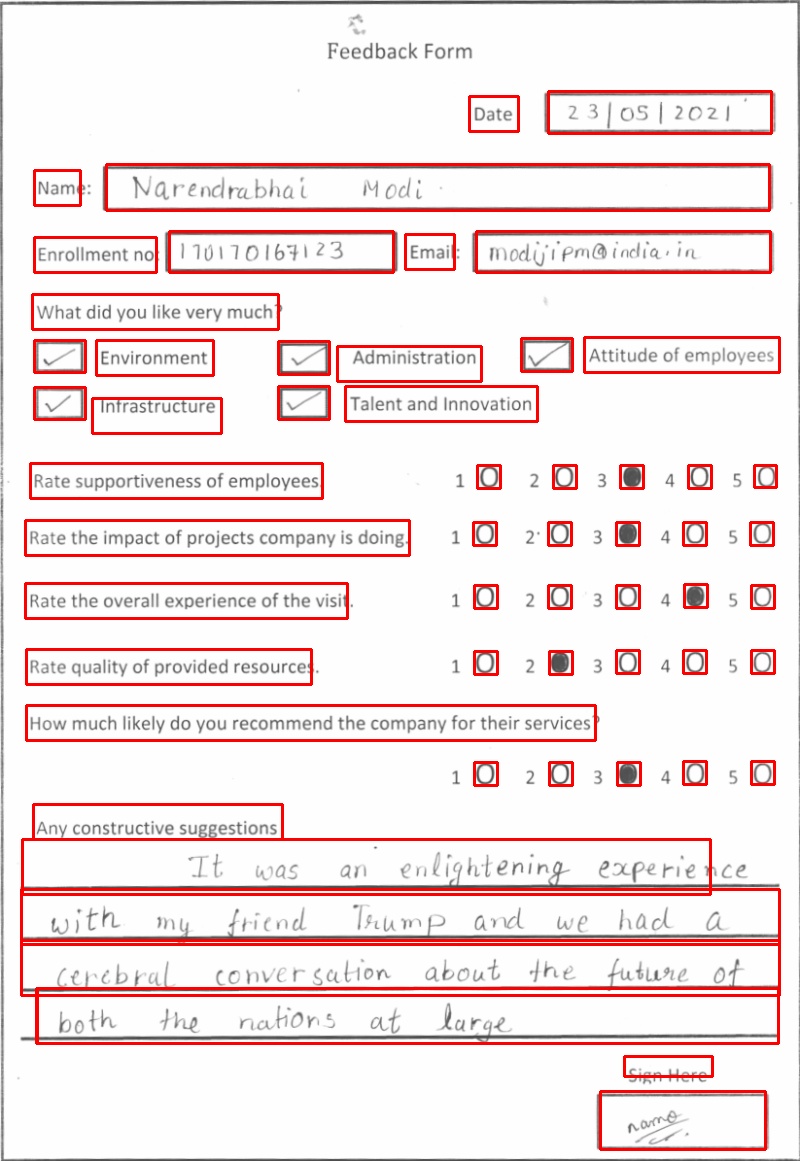 Feedback Form
Date 23/05/2021
Name: Narendrabhai Modi.
Enrollment no: 170170167123 Email: modijipm@india.in
What did you like very much?
Environment Administration Attitude of employees
Infrastructure Talent and Innovation
Rate supportiveness of employees. 1 2 3 4 5
Rate the impact of projects company is doing. 1 2 3 4 5
Rate the overall experience of the visit. 1 2 3 4 5
Rate quality of provided resources. 1 2 3 4 5
How much likely do you recommend the company for their services?
1 2 3 4 5
Any constructive suggestions
It was an enlightening experience
with my friend Trump and we had a
cerebral conversation about the future of
both the nations at large
Sign Here
namo